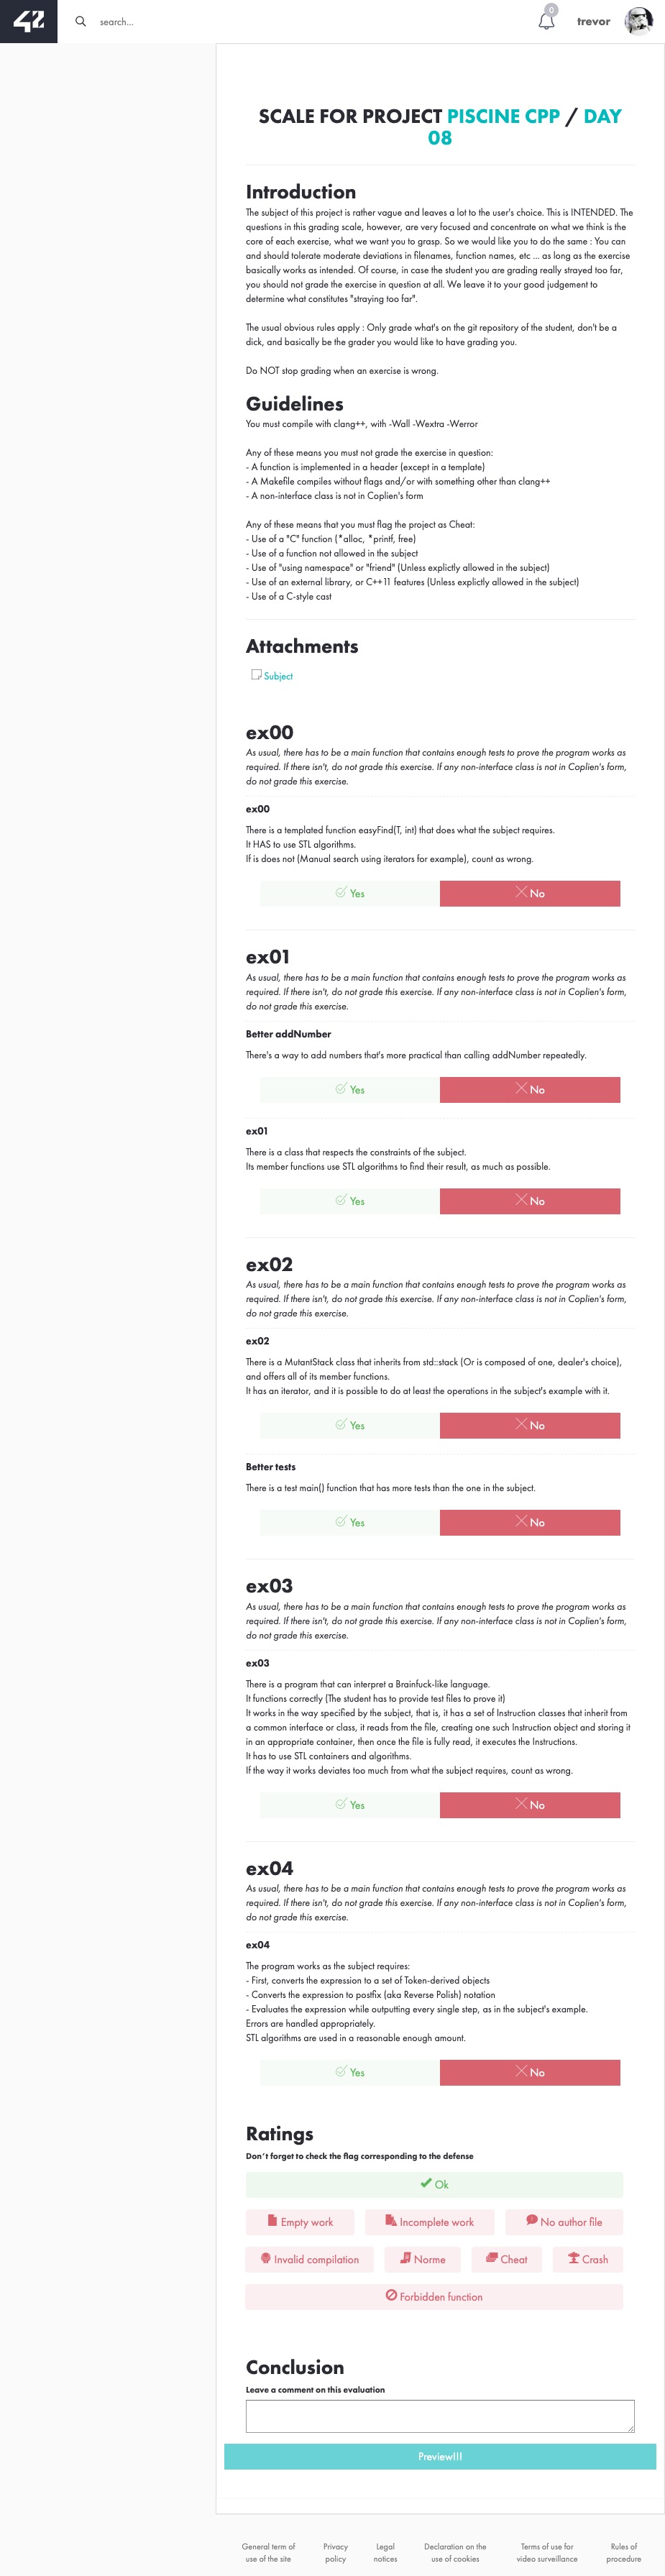 42
search...
0
trevor
SCALE FOR PROJECT PISCINE CPP / DAY
08
Introduction
The subject of this project is rather vague and leaves a lot to the user's choice. This is INTENDED. The
questions in this grading scale, however, are very focused and concentrate on what we think is the
core of each exercise, what we want you to grasp. So we would like you to do the same : You can
and should tolerate moderate deviations in filenames, function names, etc ... as long as the exercise
basically works as intended. Of course, in case the student you are grading really strayed too far,
you should not grade the exercise in question at all. We leave it to your good judgement to
determine what constitutes "straying too far".
The usual obvious rules apply : Only grade what's on the git repository of the student, don't be a
dick, and basically be the grader you would like to have grading you.
Do NOT stop grading when an exercise is wrong.
Guidelines
You must compile with clang++, with -Wall -Wextra -Werror
Any of these means you must not grade the exercise in question:
- A function is implemented in a header (except in a template)
- A Makefile compiles without flags and/or with something other than clang++
- A non-interface class is not in Coplien's form
Any of these means that you must flag the project as Cheat:
- Use of a "C" function (*alloc, *printf, free)
- Use of a function not allowed in the subject
- Use of "using namespace" or "friend" (Unless explictly allowed in the subject)
- Use of an external library, or C++11 features (Unless explictly allowed in the subject)
- Use of a C-style cast
Attachments
Subject
ex00
As usual, there has to be a main function that contains enough tests to prove the program works as
required. If there isn't, do not grade this exercise. If any non-interface class is not in Coplien's form,
do not grade this exercise.
ex00
There is a templated function easyFind(T, int) that does what the subject requires.
It HAS to use STL algorithms.
If is does not (Manual search using iterators for example), count as wrong.
Yes
No
ex01
As usual, there has to be a main function that contains enough tests to prove the program works as
required. If there isn't, do not grade this exercise. If any non-interface class is not in Coplien's form,
do not grade this exercise.
Better addNumber
There's a way to add numbers that's more practical than calling addNumber repeatedly.
Yes
No
ex01
There is a class that respects the constraints of the subject.
Its member functions use STL algorithms to find their result, as much as possible.
Yes
No
ex02
As usual, there has to be a main function that contains enough tests to prove the program works as
required. If there isn't, do not grade this exercise. If any non-interface class is not in Coplien's form,
do not grade this exercise.
ex02
There is a MutantStack class that inherits from std::stack (Or is composed of one, dealer's choice),
and offers all of its member functions.
It has an iterator, and it is possible to do at least the operations in the subject's example with it.
Yes
No
Better tests
There is a test main() function that has more tests than the one in the subject.
Yes
No
ex03
As usual, there has to be a main function that contains enough tests to prove the program works as
required. If there isn't, do not grade this exercise. If any non-interface class is not in Coplien's form,
do not grade this exercise.
ex03
There is a program that can interpret a Brainfuck-like language.
It functions correctly (The student has to provide test files to prove it)
It works in the way specified by the subject, that is, it has a set of Instruction classes that inherit from
a common interface or class, it reads from the file, creating one such Instruction object and storing it
in an appropriate container, then once the file is fully read, it executes the Instructions.
It has to use STL containers and algorithms.
If the way it works deviates too much from what the subject requires, count as wrong.
Yes
No
ex04
As usual, there has to be a main function that contains enough tests to prove the program works as
required. If there isn't, do not grade this exercise. If any non-interface class is not in Coplien's form,
do not grade this exercise.
ex04
The program works as the subject requires:
- First, converts the expression to a set of Token-derived objects
- Converts the expression to postfix (aka Reverse Polish) notation
- Evaluates the expression while outputting every single step, as in the subject's example.
Errors are handled appropriately.
STL algorithms are used in a reasonable enough amount.
Yes
No
Ratings
Don't forget to check the flag corresponding to the defense
Ok
Empty work
Incomplete work
No author file
Invalid compilation
Norme
Cheat
Crash
Forbidden function
Conclusion
Leave a comment on this evaluation
Preview!!!
General term of
use of the site
Privacy
policy
Legal
notices
Declaration on the
use of cookies
Terms of use for
video surveillance
Rules of
procedure